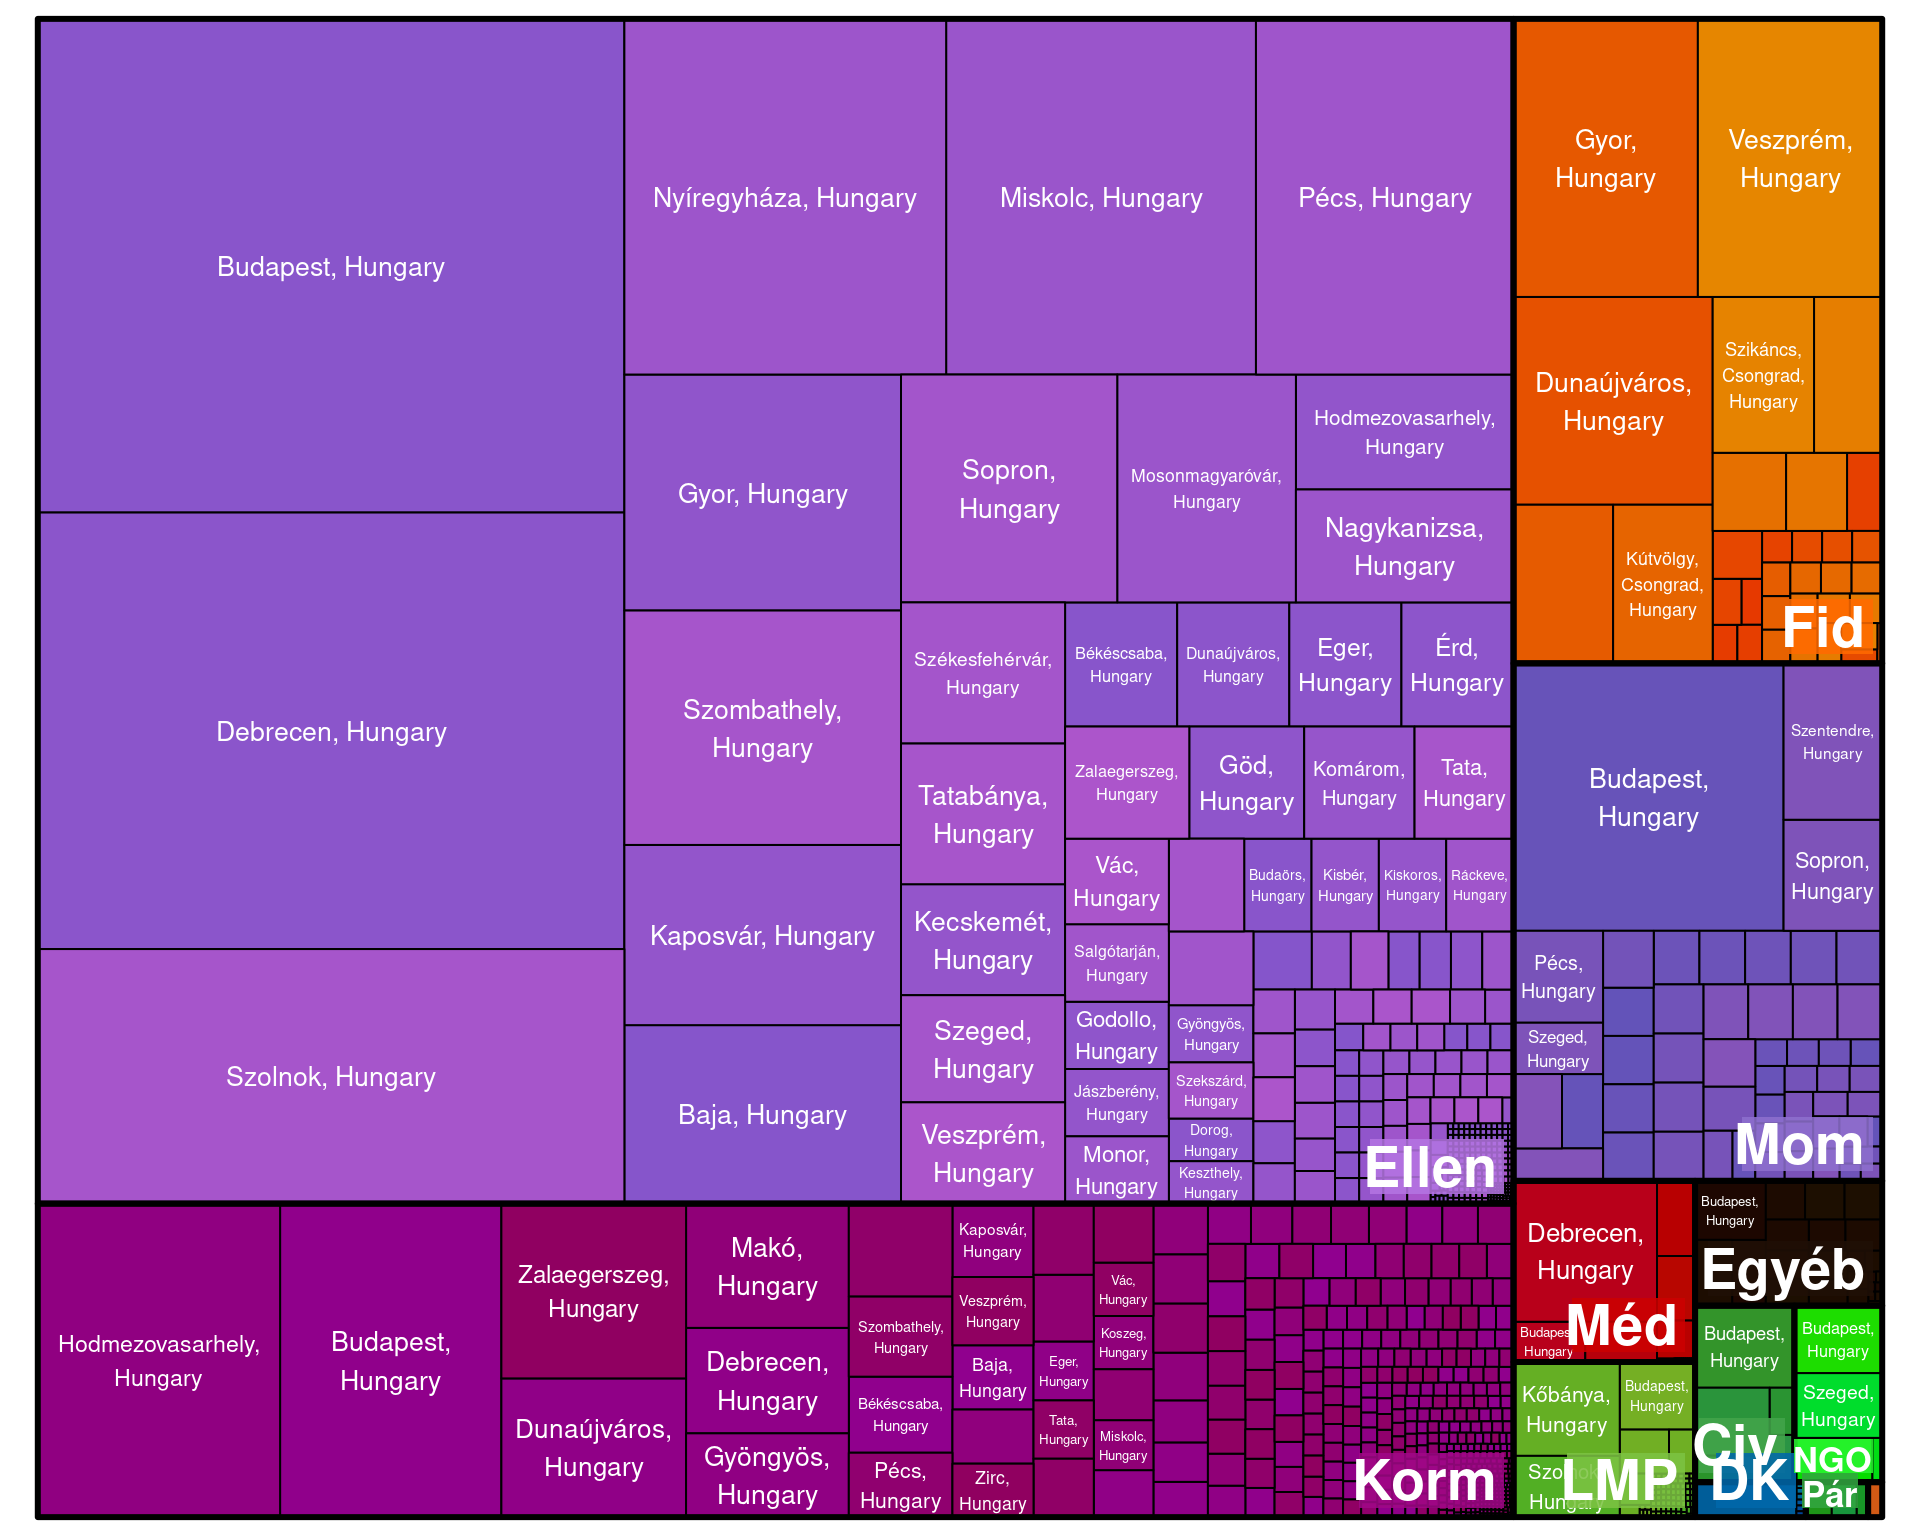 Budapest, Hungary
Debrecen, Hungary
Szolnok, Hungary
Nyíregyháza, Hungary
Miskolc, Hungary
Pécs, Hungary
Gyor, Hungary
Szombathely,
Hungary
Kaposvár, Hungary
Baja, Hungary
Sopron,
Hungary
Mosonmagyaróvár,
Hungary
Hodmezovasarhely,
Hungary
Nagykanizsa,
Hungary
Székesfehérvár,
Hungary
Tatabánya,
Hungary
Kecskemét,
Hungary
Szeged,
Hungary
Veszprém,
Hungary
Békéscsaba,
Hungary
Dunaújváros,
Hungary
Eger,
Hungary
Érd,
Hungary
Zalaegerszeg,
Hungary
Göd,
Hungary
Komárom,
Hungary
Tata,
Hungary
Vác,
Hungary
Budaörs,
Hungary
Kisbér,
Hungary
Kiskoros,
Hungary
Ráckeve,
Hungary
Salgótarján,
Hungary
Godollo,
Hungary
Jászberény,
Hungary
Monor,
Hungary
Gyöngyös,
Hungary
Szekszárd,
Hungary
Dorog,
Hungary
Keszthely,
Hungary
Ellen
Hodmezovasarhely,
Hungary
Budapest,
Hungary
Zalaegerszeg,
Hungary
Dunaújváros,
Hungary
Makó,
Hungary
Debrecen,
Hungary
Gyöngyös,
Hungary
Szombathely,
Hungary
Békéscsaba,
Hungary
Pécs,
Hungary
Kaposvár,
Hungary
Veszprém,
Hungary
Baja,
Hungary
Zirc,
Hungary
Eger,
Hungary
Tata,
Hungary
Vác,
Hungary
Koszeg,
Hungary
Miskolc,
Hungary
Korm
Gyor,
Hungary
Veszprém,
Hungary
Dunaújváros,
Hungary
Szikáncs,
Csongrad,
Hungary
Kútvölgy,
Csongrad,
Hungary
Fid
Budapest,
Hungary
Szentendre,
Hungary
Sopron,
Hungary
Pécs,
Hungary
Szeged,
Hungary
Mom
Debrecen,
Hungary
Budapest,
Hungary
Méd
Budapest,
Hungary
Egyéb
Kőbánya,
Hungary
Budapest,
Hungary
Szolnok,
Hungary
LMP
Budapest,
Hungary
Civ
Budapest,
Hungary
Szeged,
Hungary
NGO
DK
Pár